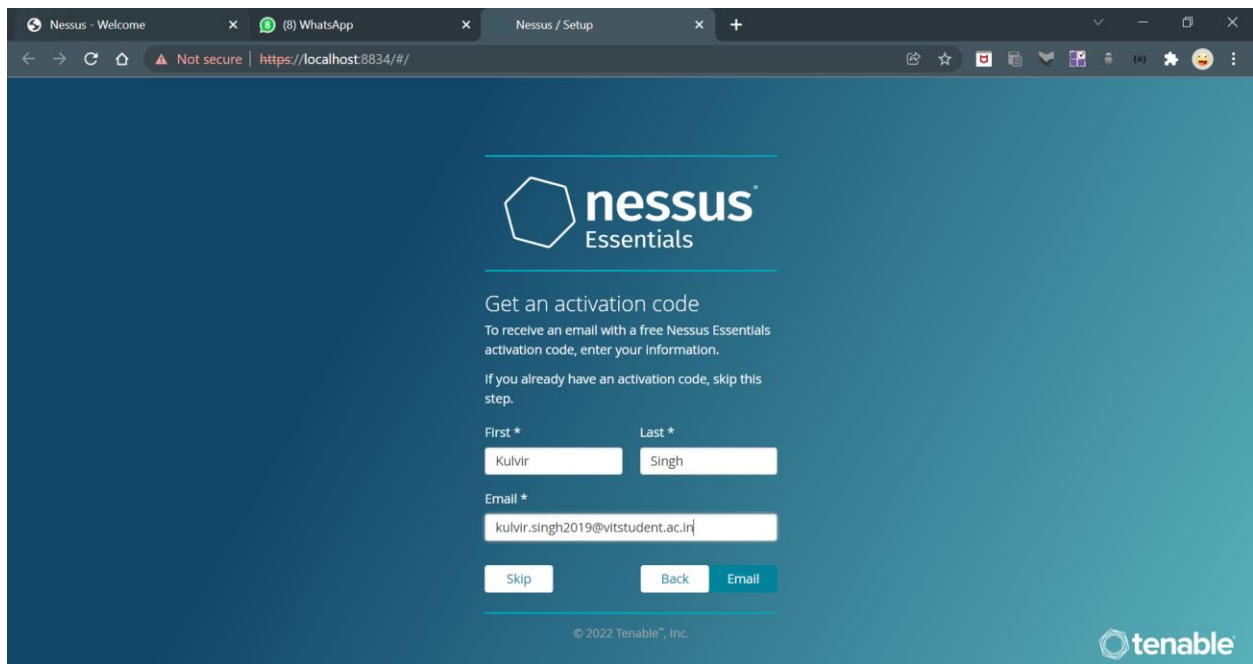 Nessus - Welcome (8) WhatsApp Nessus / Setup
Not secure https://localhost:8834/#/
nessus
Essentials
Get an activation code
To receive an email with a free Nessus Essentials
activation code, enter your information.
If you already have an activation code, skip this
step.
First * Last *
Kulvir Singh
Email *
kulvir.singh2019@vitstudent.ac.in
Skip Back Email
© 2022 Tenable™, Inc.
tenable